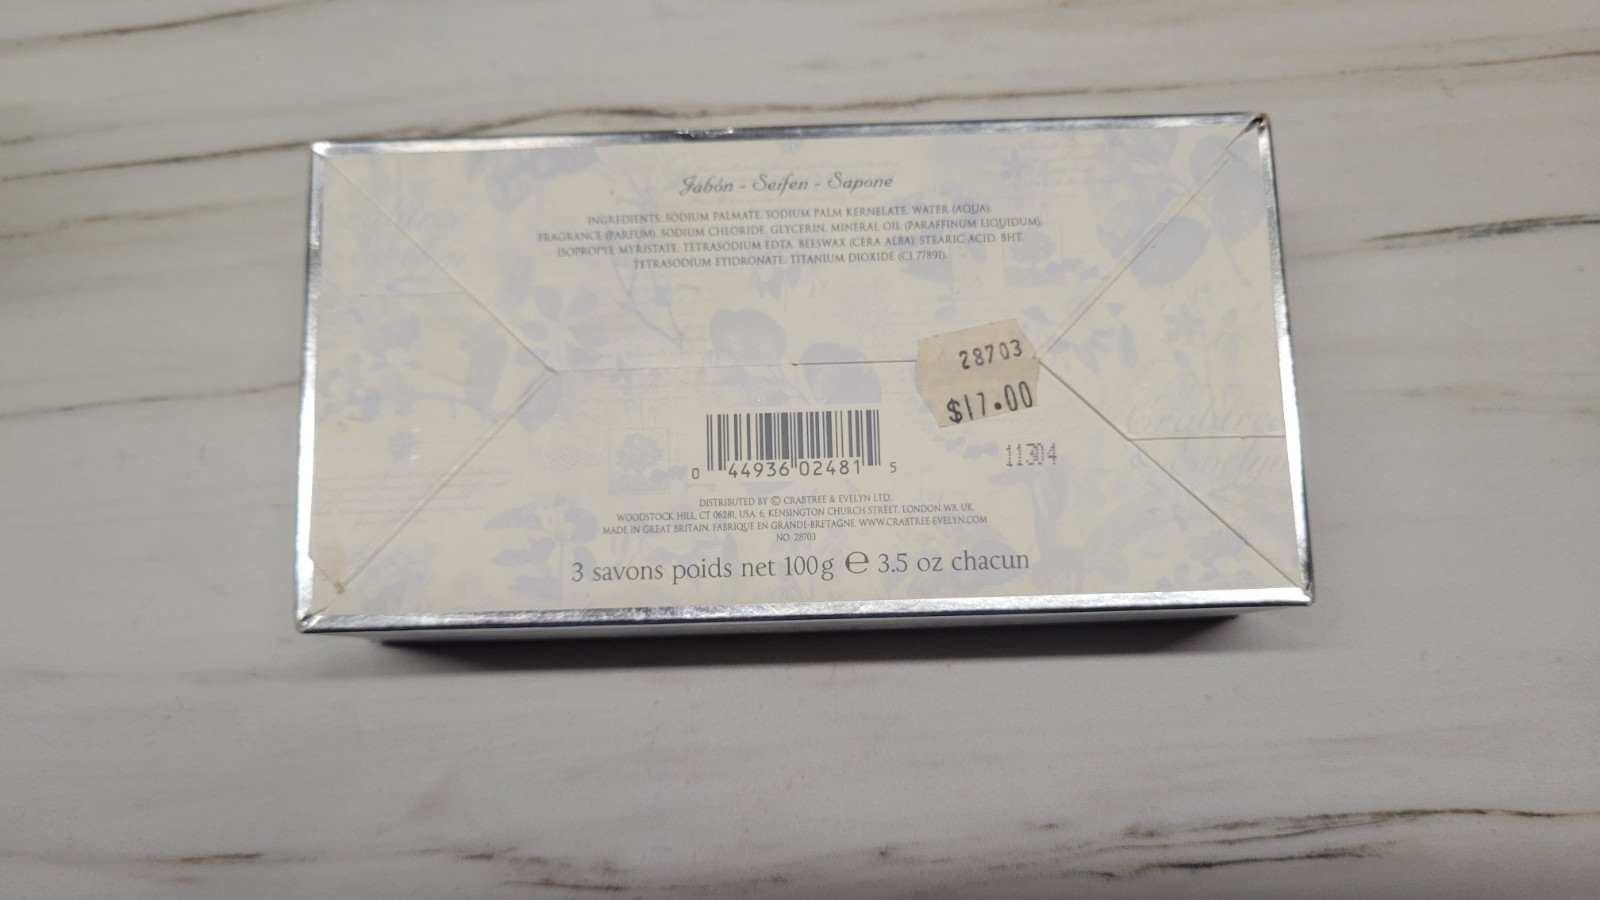 Jabón - Seifen - Sapone
INGREDIENTS: SODIUM PALMATE, SODIUM PALM KERNELATE, WATER (AQUA),
FRAGRANCE (PARFUM), SODIUM CHLORIDE, GLYCERIN, MINERAL OIL (PARAFFINUM LIQUIDUM),
ISOPROPYL MYRISTATE, TETRASODIUM EDTA, BEESWAX (CERA ALBA), STEARIC ACID, BHT,
TETRASODIUM ETIDRONATE, TITANIUM DIOXIDE (CI 77891).
28703
$17.00
11304
Crabtree
& Evelyn
0 44936 02481 5
DISTRIBUTED BY © CRABTREE & EVELYN LTD.
WOODSTOCK HILL, CT 06281, USA. 6, KENSINGTON CHURCH STREET, LONDON W8, UK.
MADE IN GREAT BRITAIN. FABRIQUE EN GRANDE-BRETAGNE. WWW.CRABTREE-EVELYN.COM
NO. 28703
3 savons poids net 100g ℮ 3.5 oz chacun